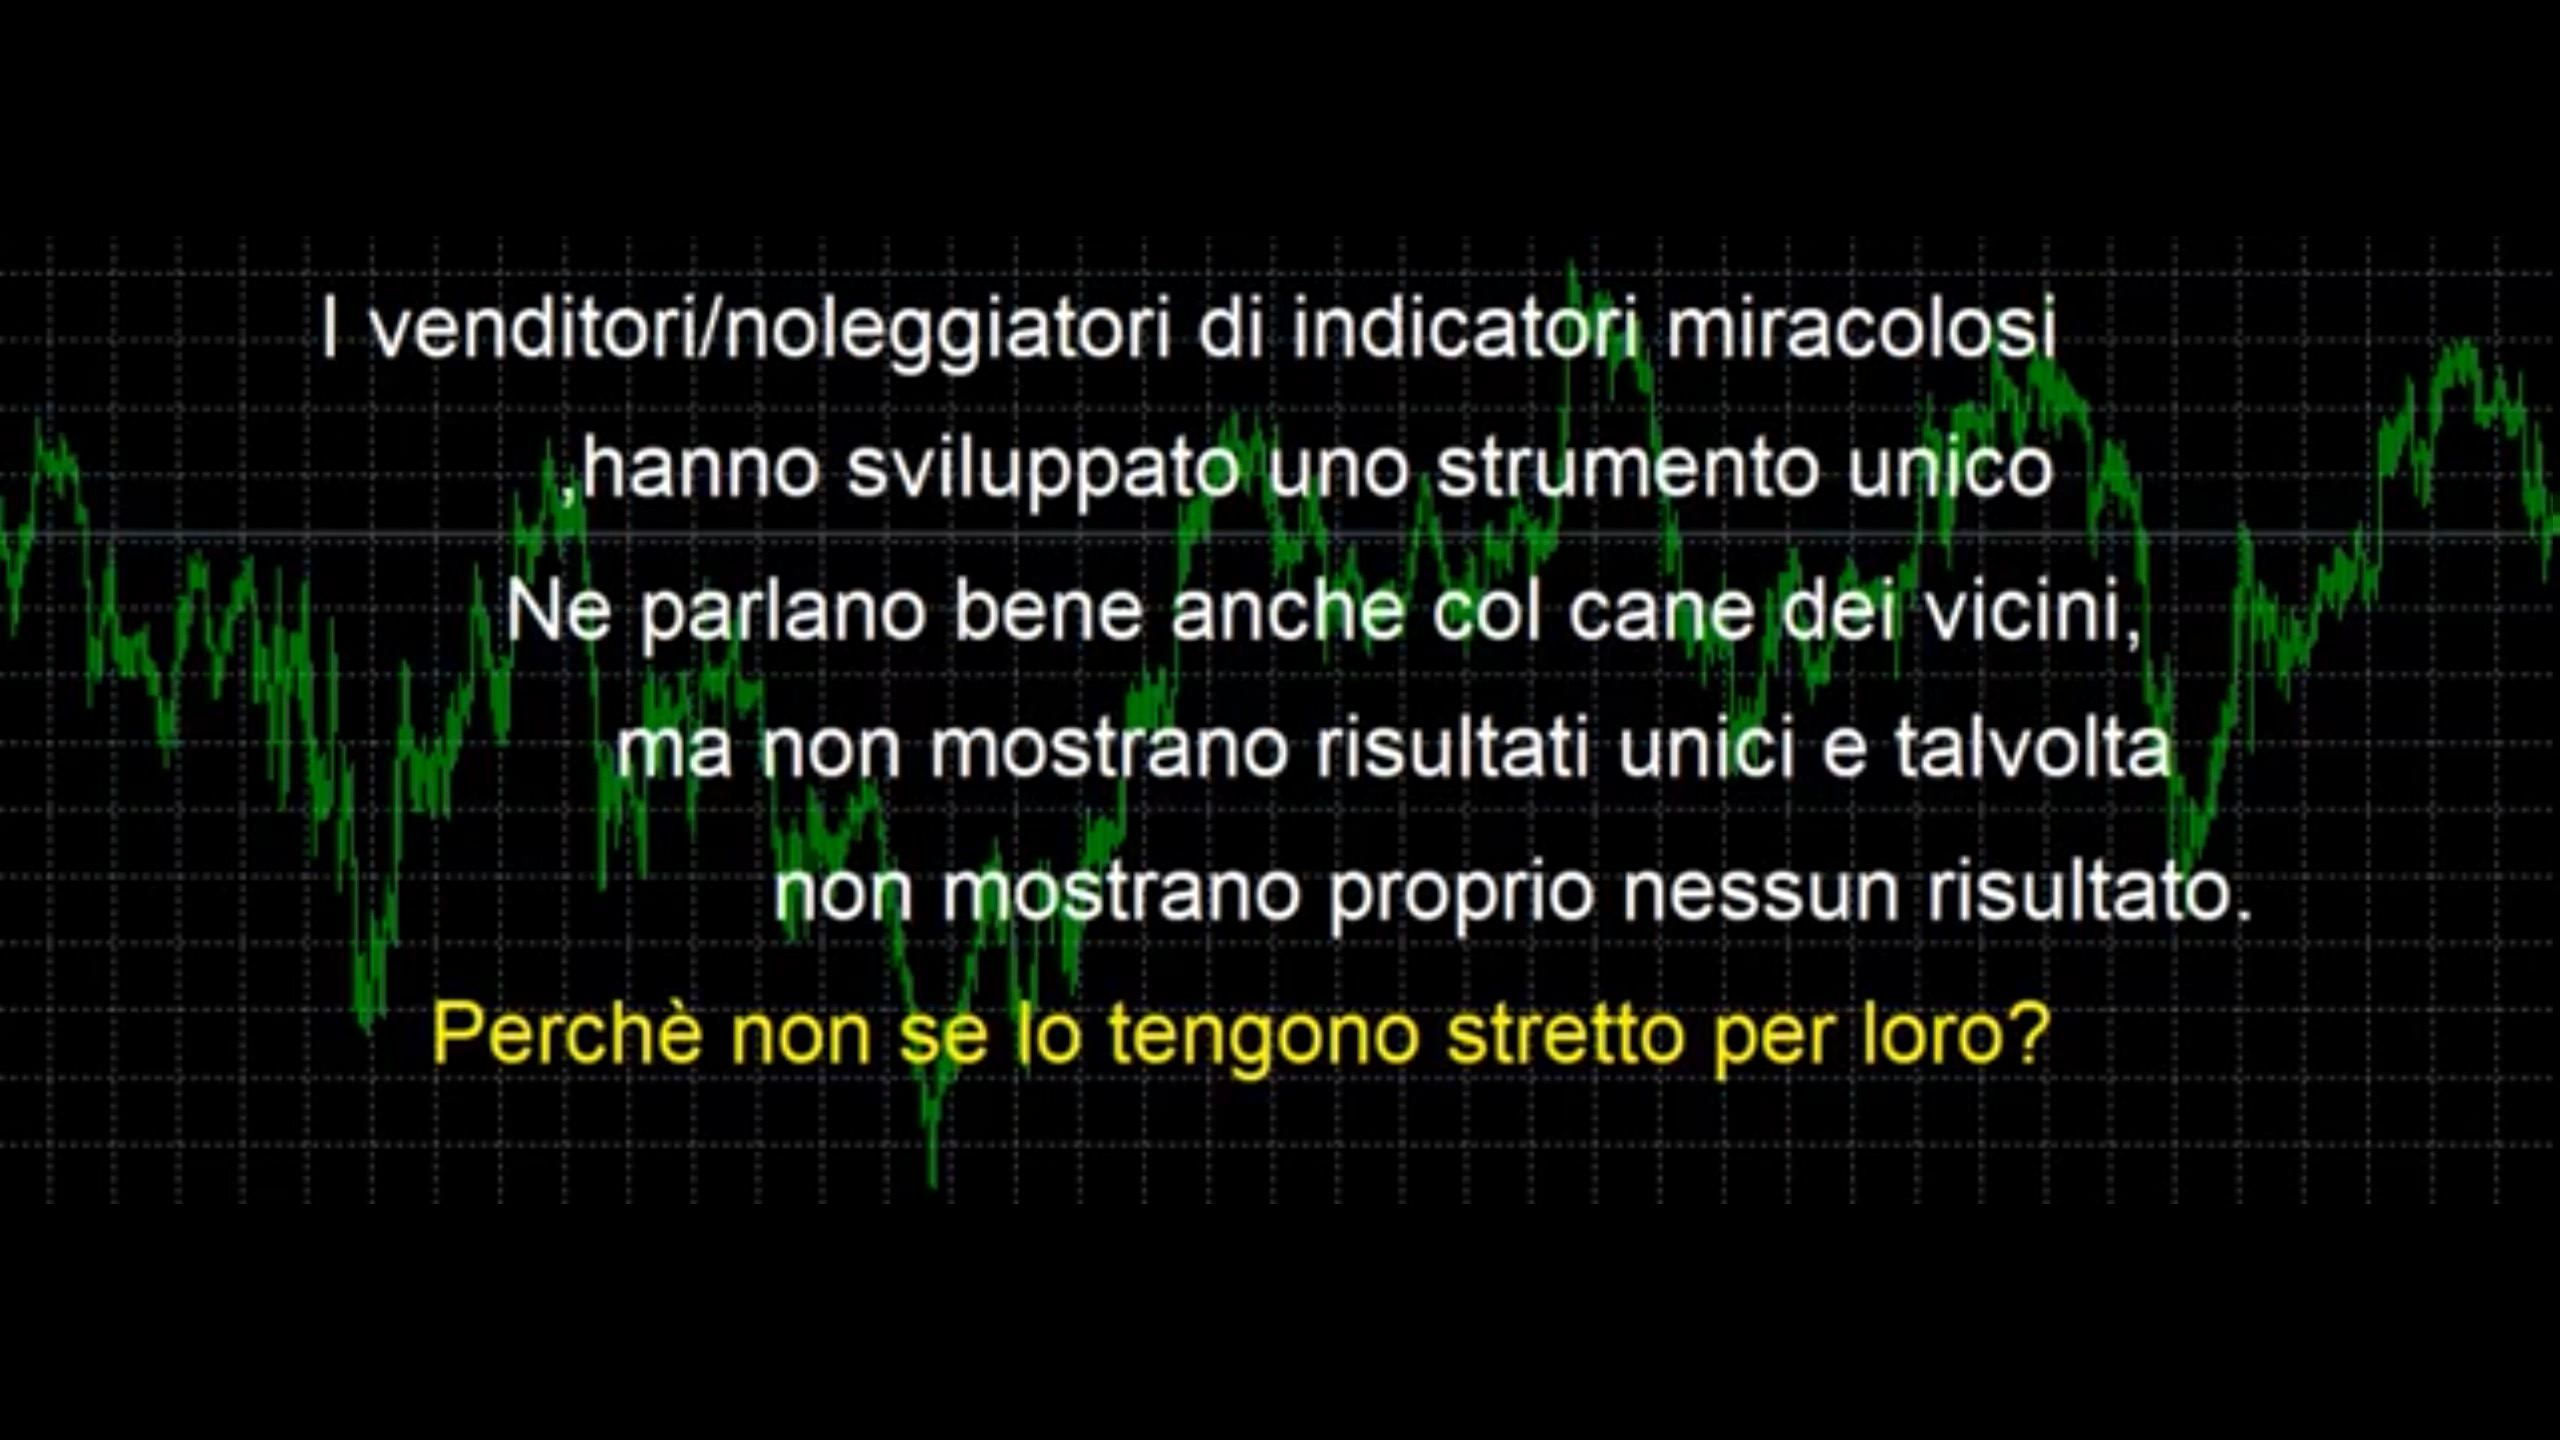 I venditori/noleggiatori di indicatori miracolosi
,hanno sviluppato uno strumento unico
Ne parlano bene anche col cane dei vicini,
ma non mostrano risultati unici e talvolta
non mostrano proprio nessun risultato.
Perchè non se lo tengono stretto per loro?